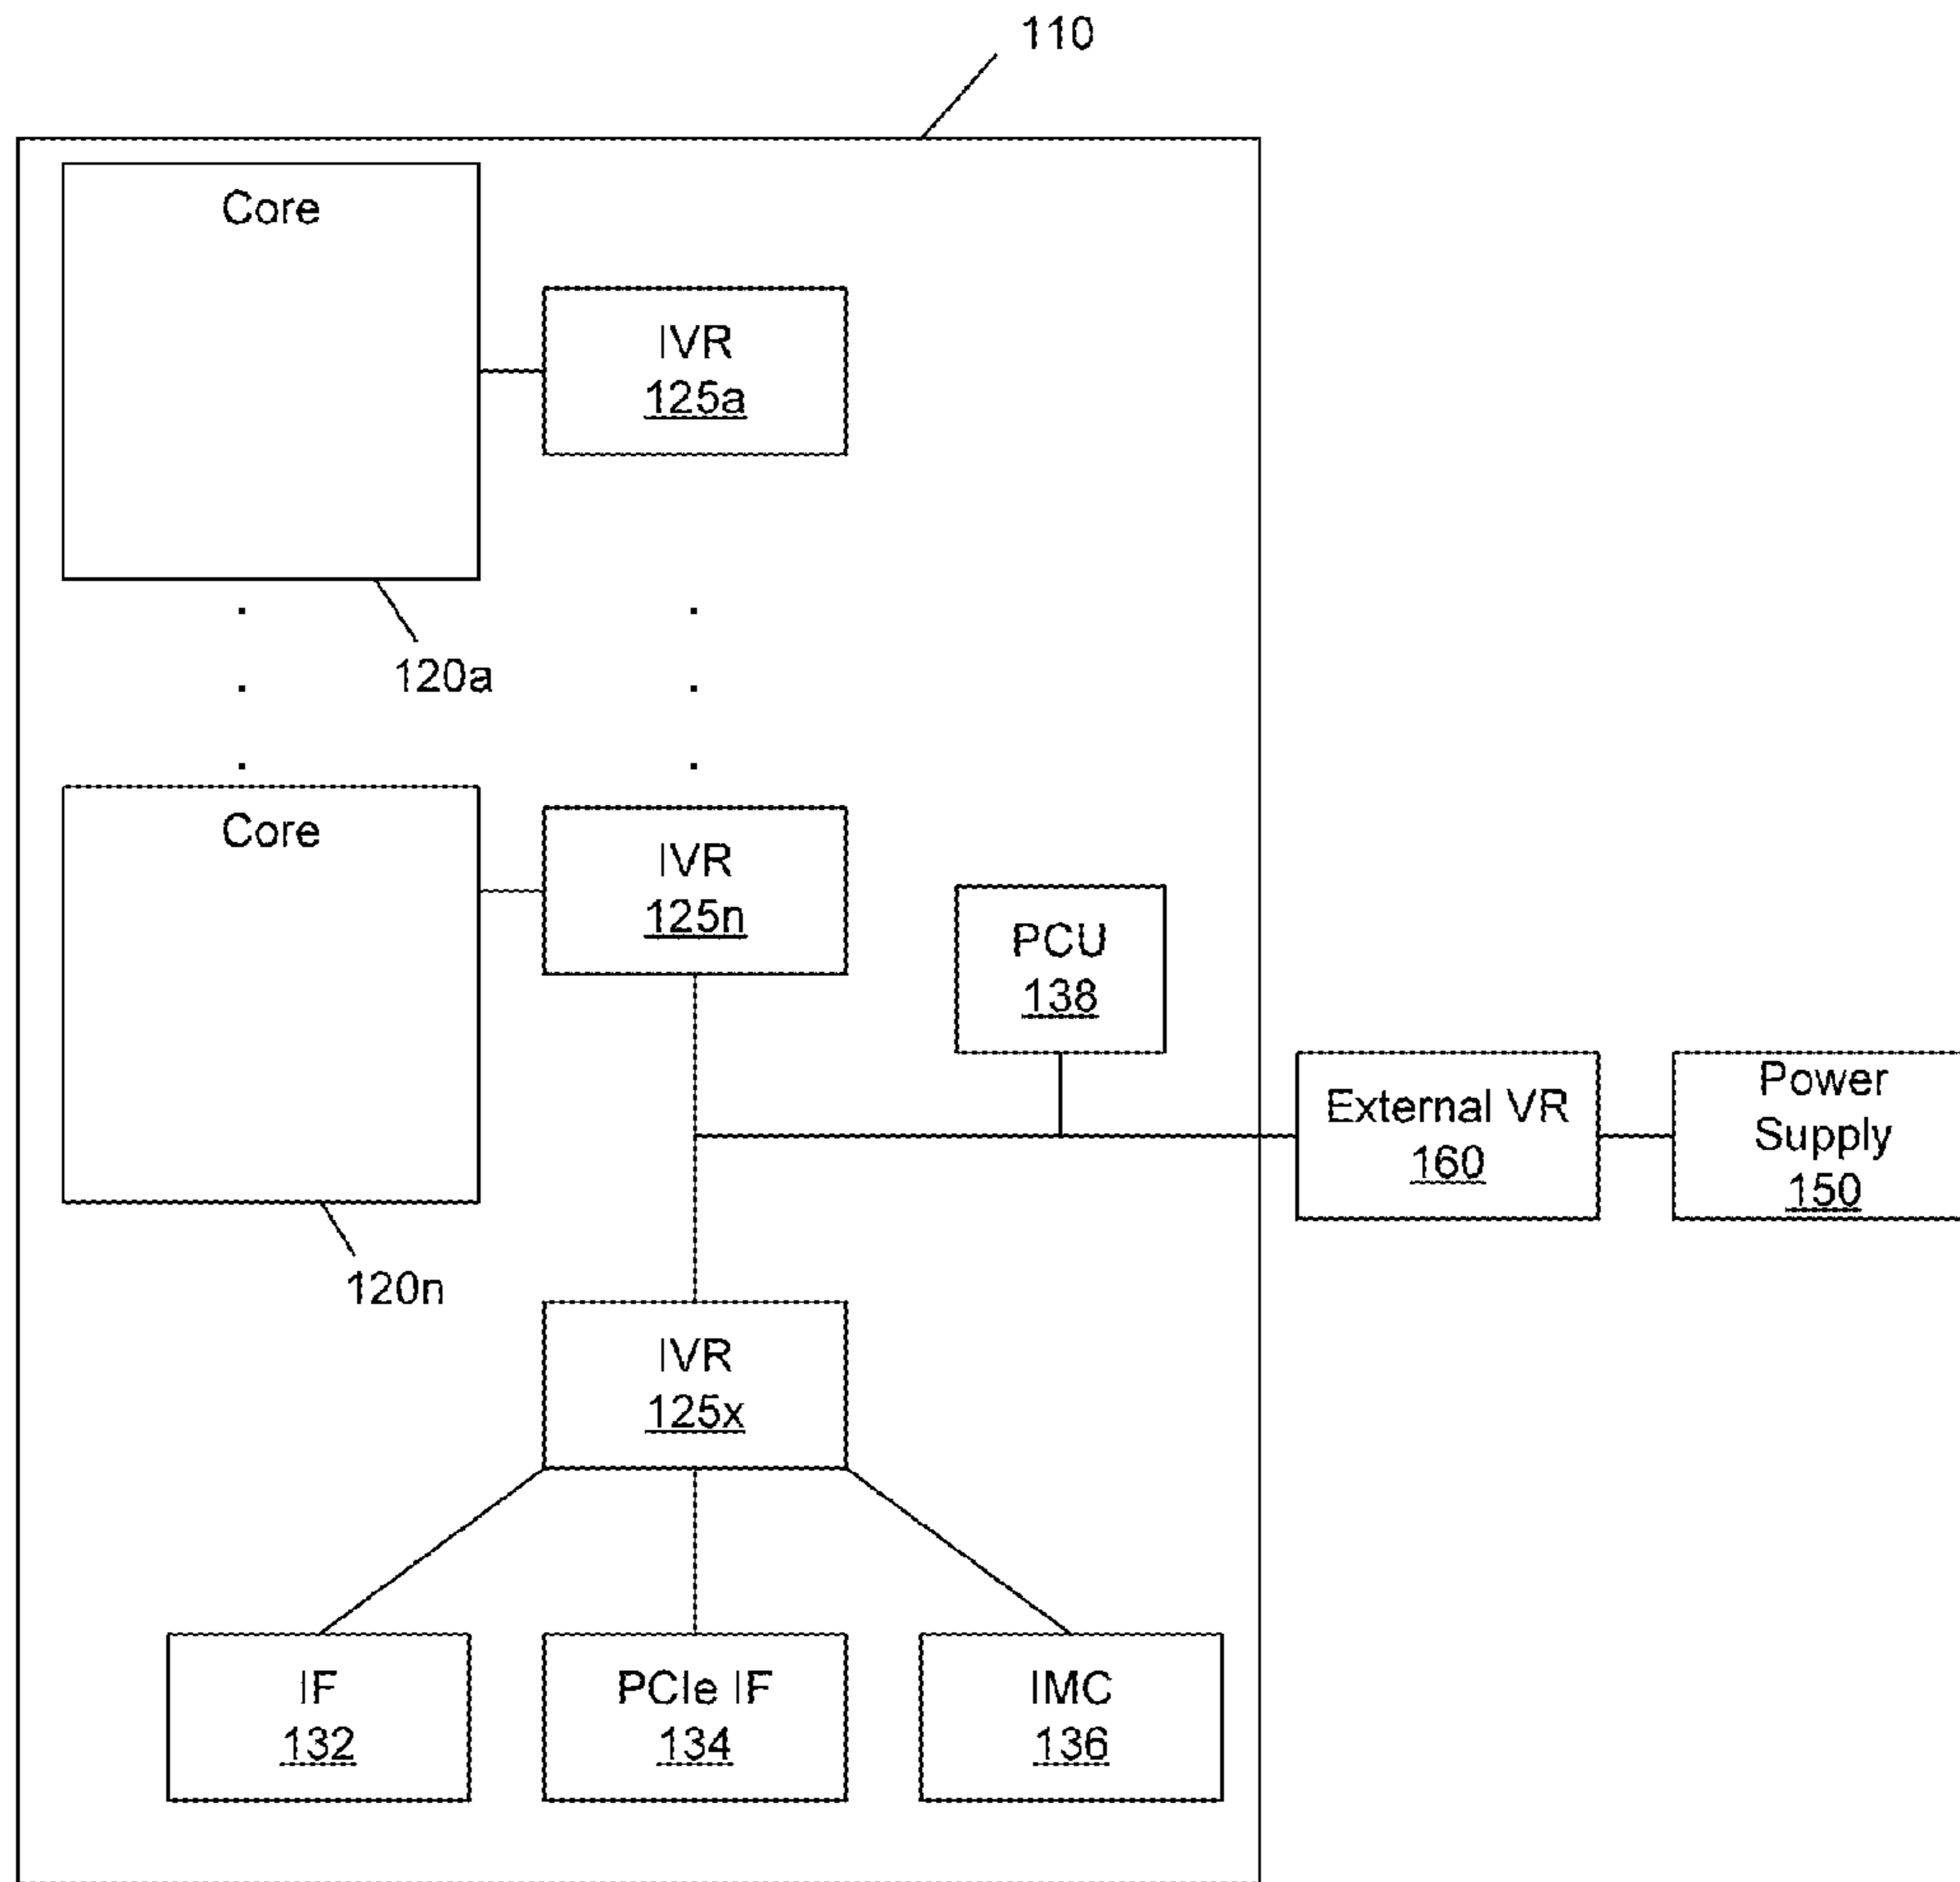 110
Core
IVR
125a
120a
Core
IVR
125n
PCU
138
External VR
160
Power
Supply
150
120n
IVR
125x
IF
132
PCIe IF
134
IMC
136